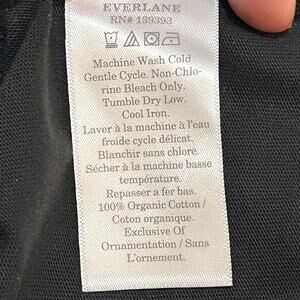 EVERLANE
RN# 139393
Machine Wash Cold
Gentle Cycle. Non-Chlo-
rine Bleach Only.
Tumble Dry Low.
Cool Iron.
Laver à la machine à l'eau
froide cycle délicat.
Blanchir sans chlore.
Sécher à la machine basse
température.
Repasser a fer bas.
100% Organic Cotton /
Coton organique.
Exclusive Of
Ornamentation / Sans
L'ornement.